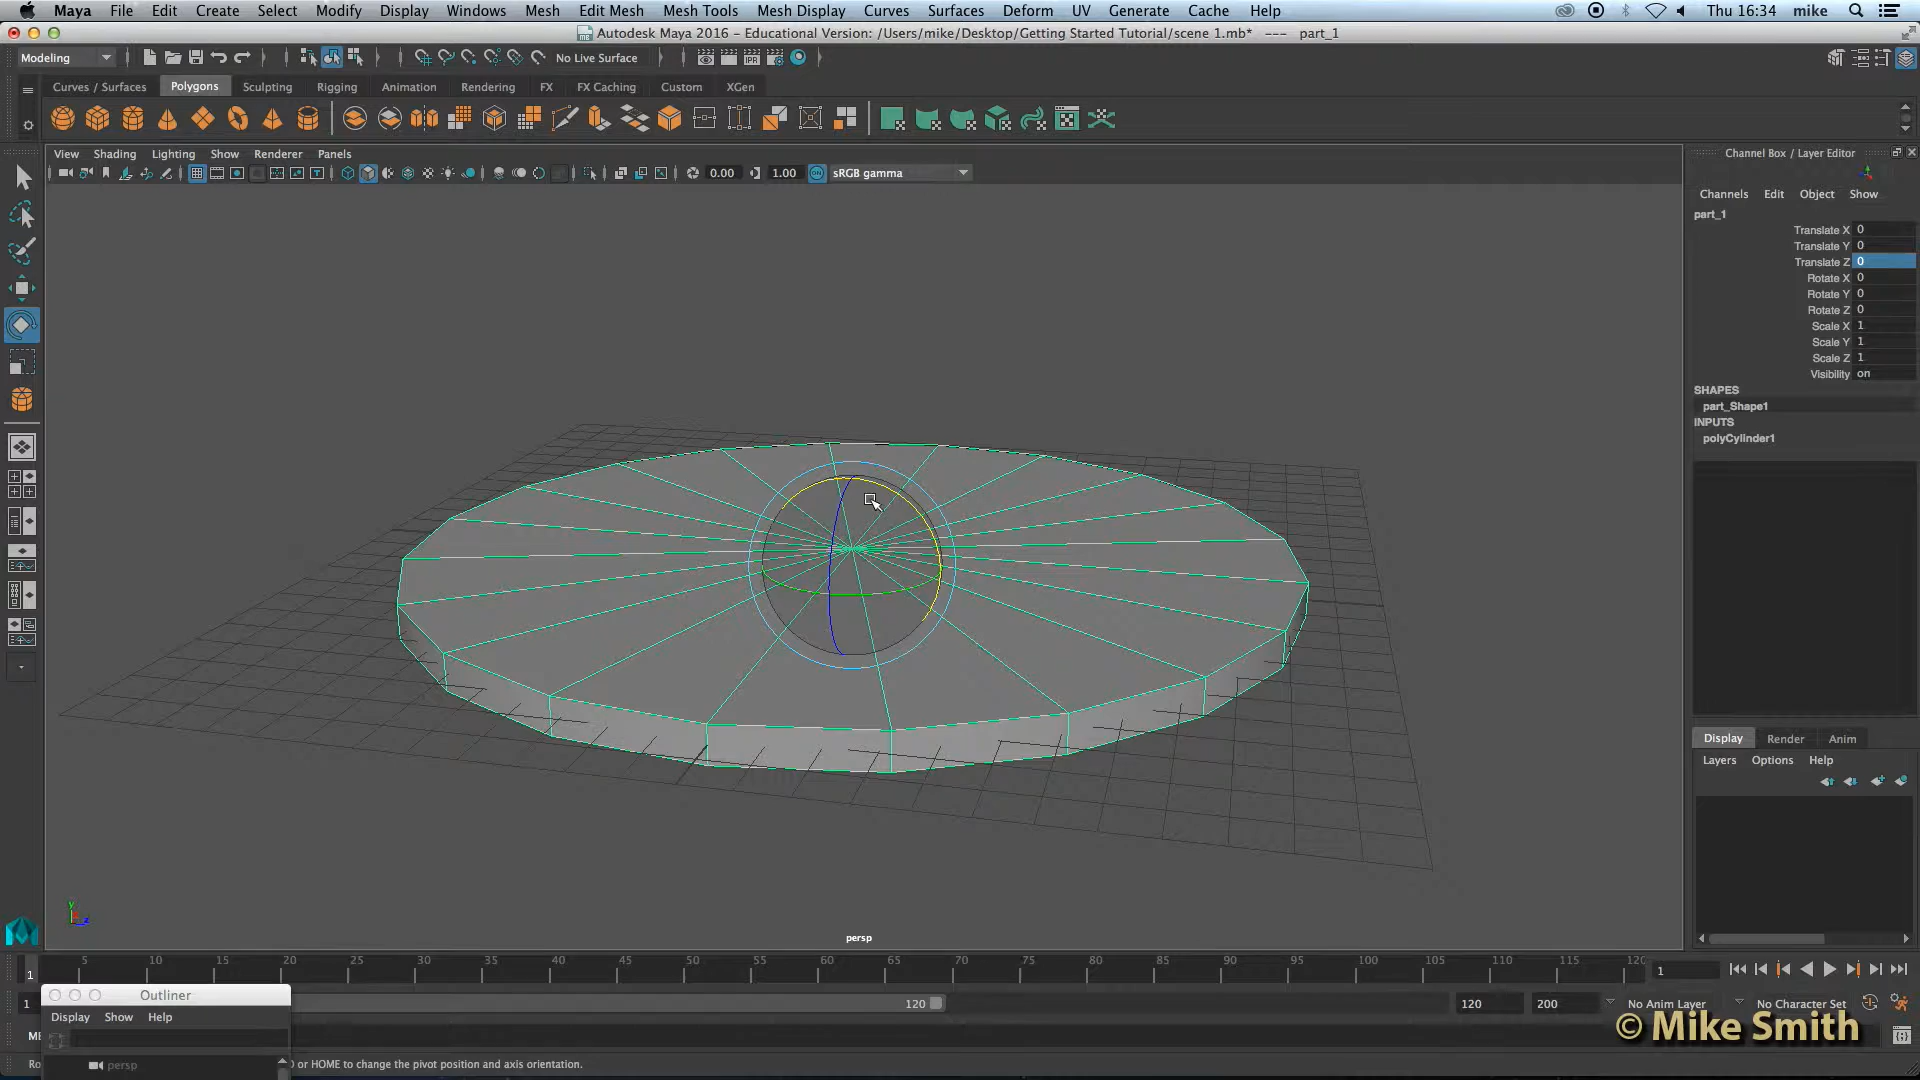 Maya File Edit Create Select Modify Display Windows Mesh Edit Mesh Mesh Tools Mesh Display Curves Surfaces Deform UV Generate Cache Help Thu 16:34 mike
Autodesk Maya 2016 - Educational Version: /Users/mike/Desktop/Getting Started Tutorial/scene 1.mb* --- part_1
Modeling No Live Surface
Curves / Surfaces Polygons Sculpting Rigging Animation Rendering FX FX Caching Custom XGen
View Shading Lighting Show Renderer Panels
0.00 1.00 sRGB gamma
Channel Box / Layer Editor
Channels Edit Object Show
part_1
Translate X 0
Translate Y 0
Translate Z 0
Rotate X 0
Rotate Y 0
Rotate Z 0
Scale X 1
Scale Y 1
Scale Z 1
Visibility on
SHAPES
part_Shape1
INPUTS
polyCylinder1
Display Render Anim
Layers Options Help
y
z
persp
1 5 10 15 20 25 30 35 40 45 50 55 60 65 70 75 80 85 90 95 100 105 110 115 120 1
1 120 120 200 No Anim Layer No Character Set
Outliner
Display Show Help
persp
or HOME to change the pivot position and axis orientation.
© Mike Smith